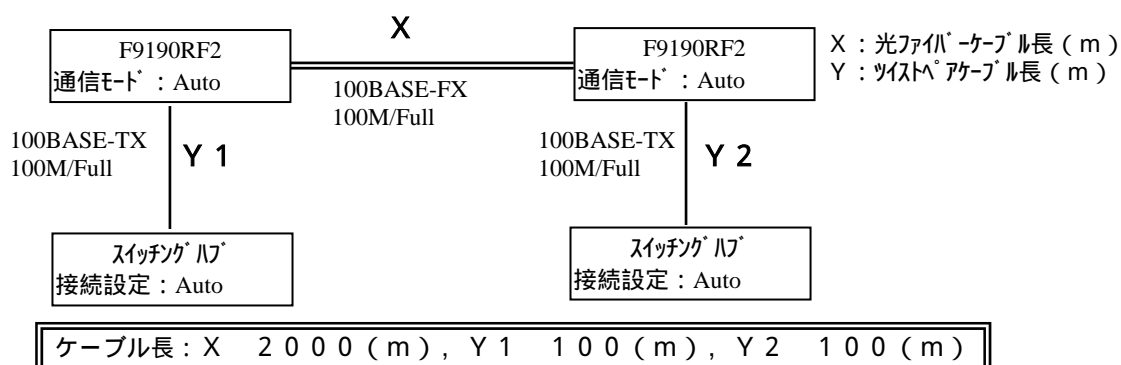 X
F9190RF2
通信ﾓｰﾄﾞ：Auto
F9190RF2
通信ﾓｰﾄﾞ：Auto
X：光ﾌｧｲﾊﾞｰｹｰﾌﾞﾙ長（m）
Y：ﾂｲｽﾄﾍﾟｱｹｰﾌﾞﾙ長（m）
100BASE-FX
100M/Full
100BASE-TX
100M/Full
Y1
100BASE-TX
100M/Full
Y2
ｽｲｯﾁﾝｸﾞﾊﾌﾞ
接続設定：Auto
ｽｲｯﾁﾝｸﾞﾊﾌﾞ
接続設定：Auto
ケーブル長：X　２０００（m），Y１　１００（m），Y２　１００（m）